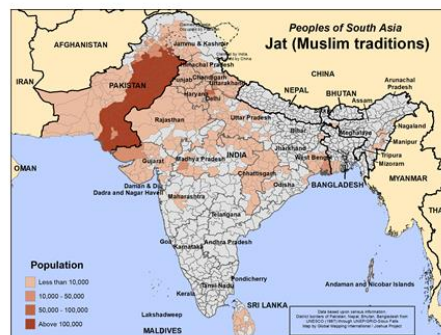 Peoples of South Asia
Jat (Muslim traditions)
AFGHANISTAN
Jammu & Kashmir
CHINA
Himachal Pradesh
Chandigarh
Uttarakhand
Punjab
PAKISTAN
IRAN
Haryana
Delhi
NEPAL
BHUTAN
Arunachal Pradesh
Assam
Rajasthan
Uttar Pradesh
Bihar
Meghalaya
Nagaland
Manipur
OMAN
Gujarat
Madhya Pradesh
INDIA
Jharkhand
West Bengal
Tripura
Mizoram
Chhattisgarh
BANGLADESH
MYANMAR
Daman & Diu
Dadra and Nagar Haveli
Odisha
Maharashtra
Telangana
Goa
Karnataka
Andhra Pradesh
Pondicherry
Tamil Nadu
Kerala
Andaman and Nicobar Islands
Lakshadweep
SRI LANKA
MALDIVES
Population
Less than 10,000
10,000 - 50,000
50,000 - 100,000
Above 100,000